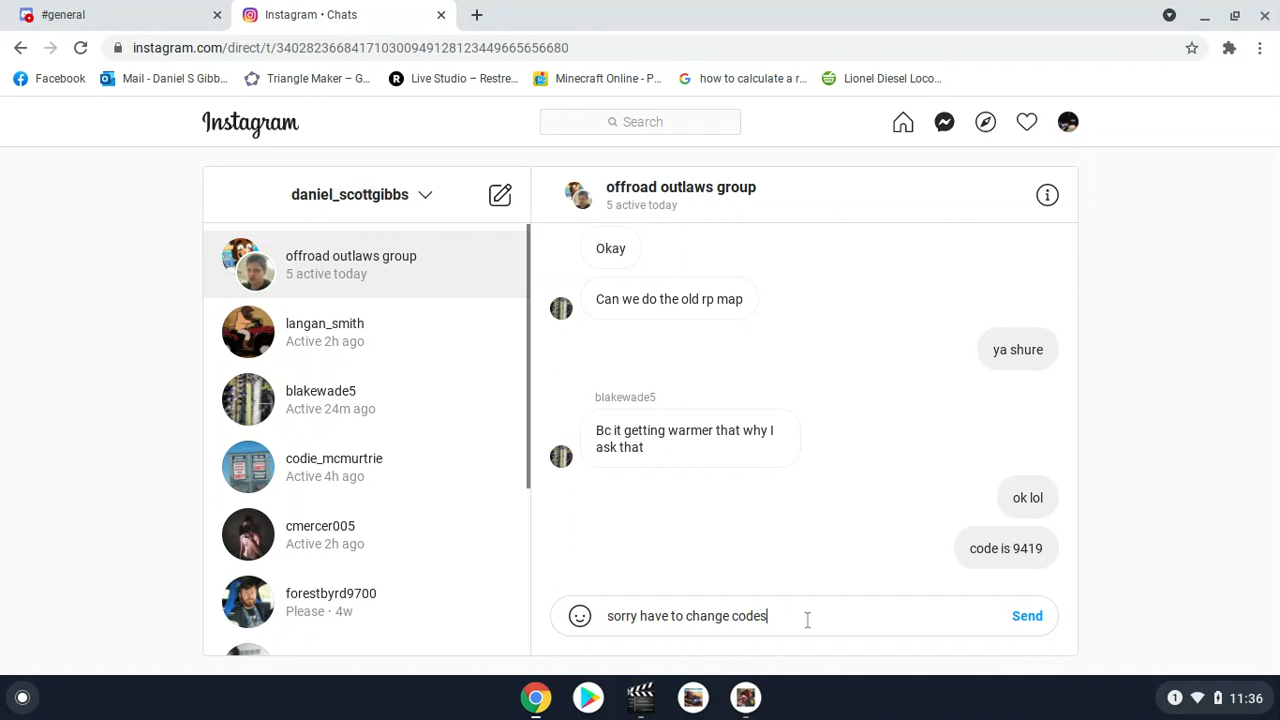 #general
Instagram • Chats
instagram.com/direct/t/340282366841710300949128123449665656680
Facebook
Mail - Daniel S Gibb...
Triangle Maker – G...
Live Studio – Restre...
Minecraft Online - P...
how to calculate a r...
Lionel Diesel Loco...
Instagram
Search
daniel_scottgibbs
offroad outlaws group
5 active today
langan_smith
Active 2h ago
blakewade5
Active 24m ago
codie_mcmurtrie
Active 4h ago
cmercer005
Active 2h ago
forestbyrd9700
Please · 4w
offroad outlaws group
5 active today
Okay
Can we do the old rp map
ya shure
blakewade5
Bc it getting warmer that why I
ask that
ok lol
code is 9419
sorry have to change codes
Send
1
11:36